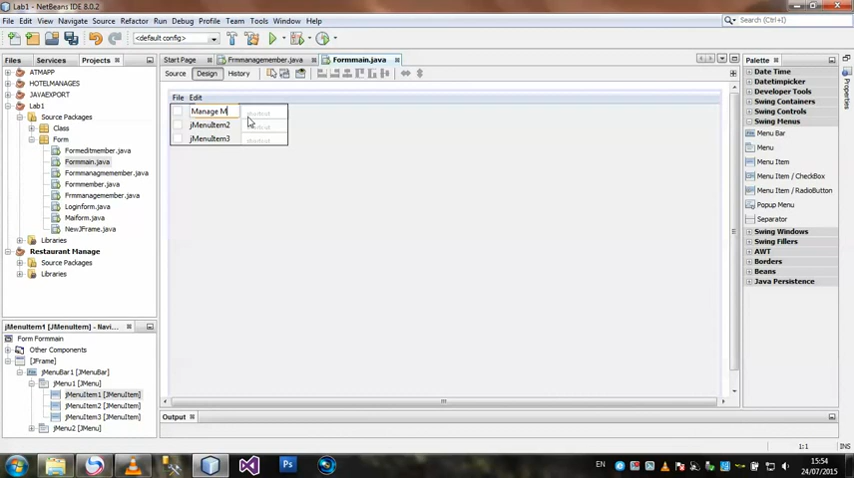 Lab1 - NetBeans IDE 8.0.2
File Edit View Navigate Source Refactor Run Debug Profile Team Tools Window Help
Search (Ctrl+I)
<default config>
Files Services Projects
Start Page Frmmanagemember.java Formmain.java
Source Design History
ATMAPP
HOTELMANAGES
JAVAEXPORT
Lab1
Source Packages
Class
Form
Formeditmember.java
Formmain.java
Formmanagmember.java
Formmember.java
Frmmanagemember.java
Loginform.java
Maiform.java
NewJFrame.java
Libraries
Restaurant Manage
Source Packages
Libraries
File Edit
Manage M shortcut
jMenuItem2 shortcut
jMenuItem3 shortcut
Palette
Date Time
Datetimpicker
Developer Tools
Swing Containers
Swing Controls
Swing Menus
Menu Bar
Menu
Menu Item
Menu Item / CheckBox
Menu Item / RadioButton
Popup Menu
Separator
Swing Windows
Swing Fillers
AWT
Borders
Beans
Java Persistence
Properties
jMenuItem1 [JMenuItem] - Navi...
Form Formmain
Other Components
[JFrame]
jMenuBar1 [JMenuBar]
jMenu1 [JMenu]
jMenuItem1 [JMenuItem]
jMenuItem2 [JMenuItem]
jMenuItem3 [JMenuItem]
jMenu2 [JMenu]
Output
1:1
Ps
EN
15:54
24/07/2015